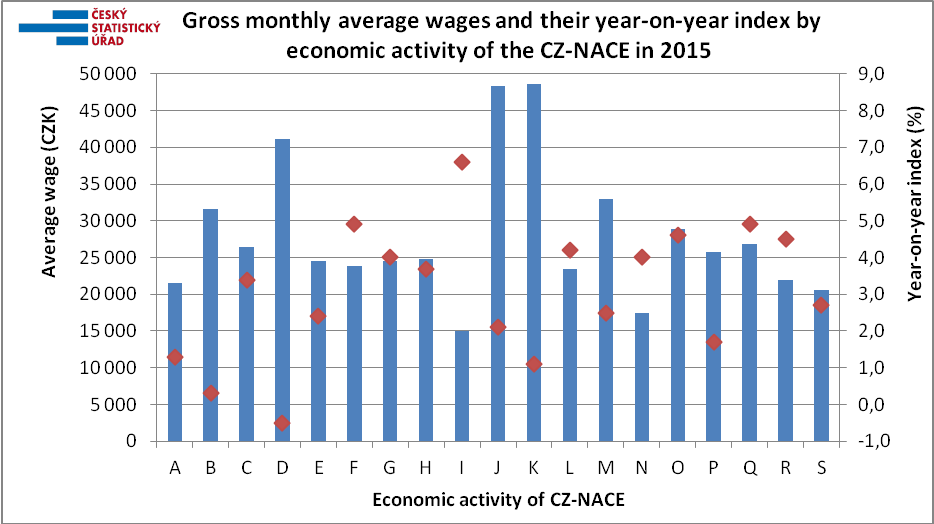 ČESKÝ
STATISTICKÝ
ÚŘAD
Gross monthly average wages and their year-on-year index by
economic activity of the CZ-NACE in 2015
Average wage (CZK)
50 000
45 000
40 000
35 000
30 000
25 000
20 000
15 000
10 000
5 000
0
9,0
8,0
7,0
6,0
5,0
4,0
3,0
2,0
1,0
0,0
-1,0
Year-on-year index (%)
A B C D E F G H I J K L M N O P Q R S
Economic activity of CZ-NACE